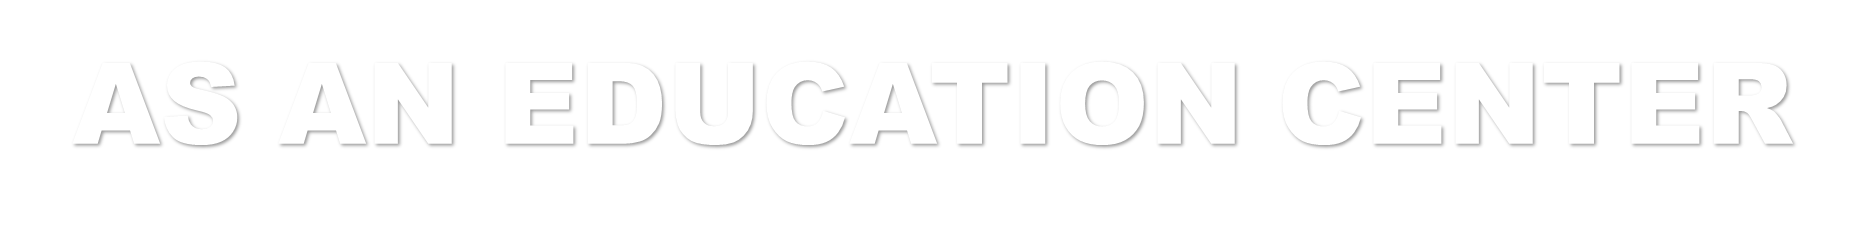 AS AN EDUCATION CENTER